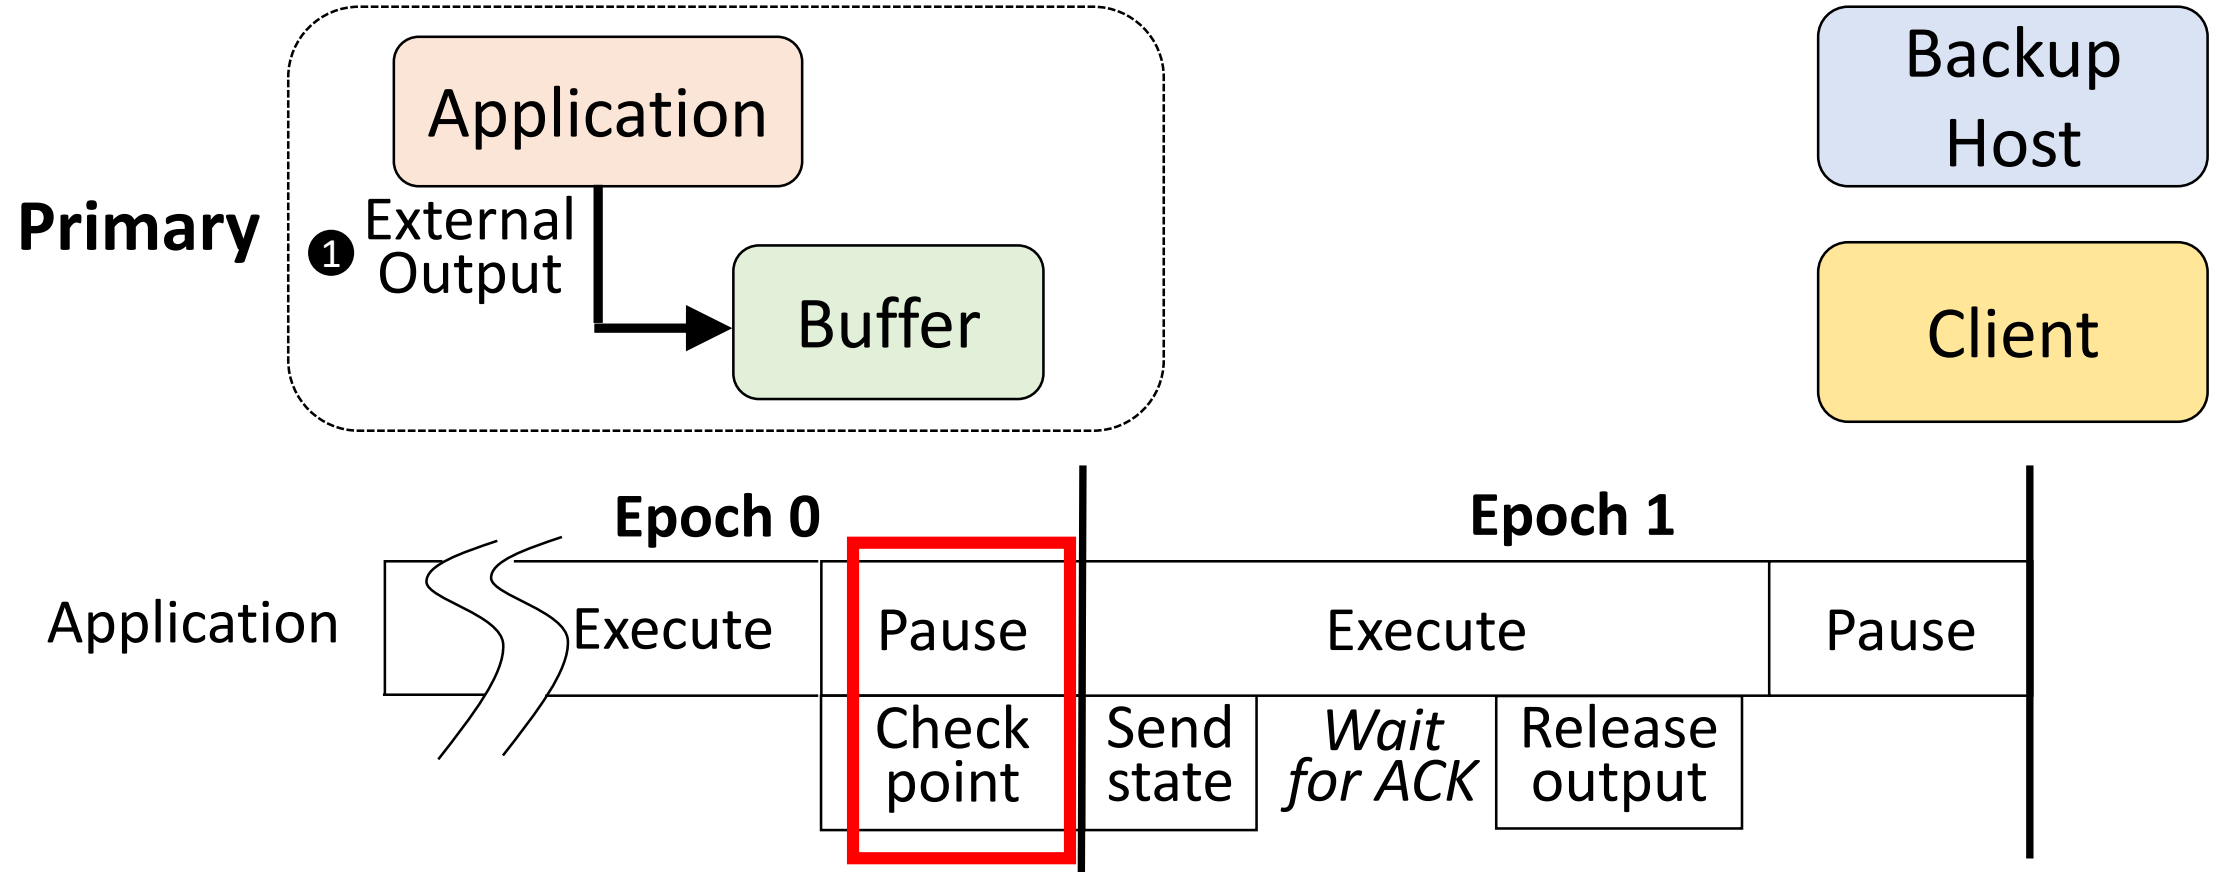 Application
Backup
Host
Primary
❶
External
Output
Buffer
Client
Epoch 0
Epoch 1
Application
Execute
Pause
Execute
Pause
Check
point
Send
state
Wait
for ACK
Release
output